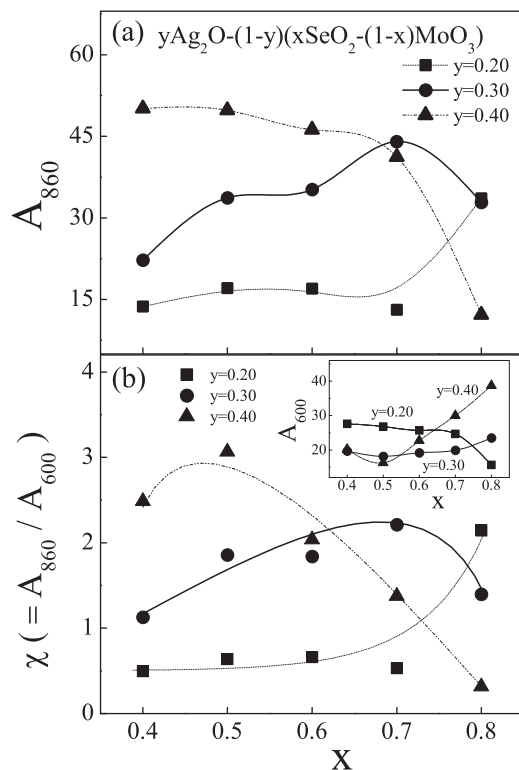 (a) yAg₂O-(1-y)(xSeO₂-(1-x)MoO₃)
y=0.20
y=0.30
y=0.40
60
45
30
15
A₈₆₀
(b)
y=0.20
y=0.30
y=0.40
4
3
2
1
0
χ ( = A₈₆₀ / A₆₀₀ )
40
30
20
A₆₀₀
y=0.40
y=0.20
y=0.30
0.4 0.5 0.6 0.7 0.8
X
0.4 0.5 0.6 0.7 0.8
X